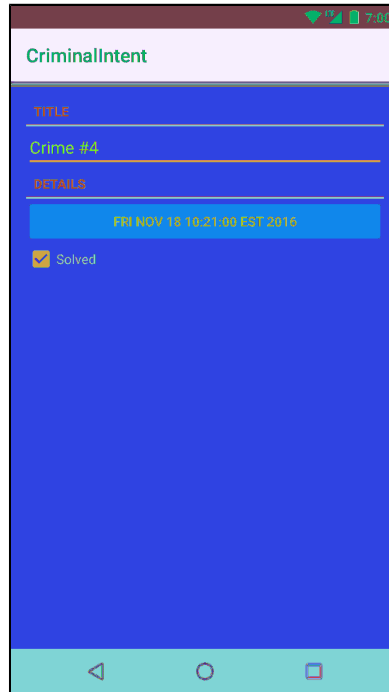 7:00
CriminalIntent
TITLE
Crime #4
DETAILS
FRI NOV 18 10:21:00 EST 2016
Solved